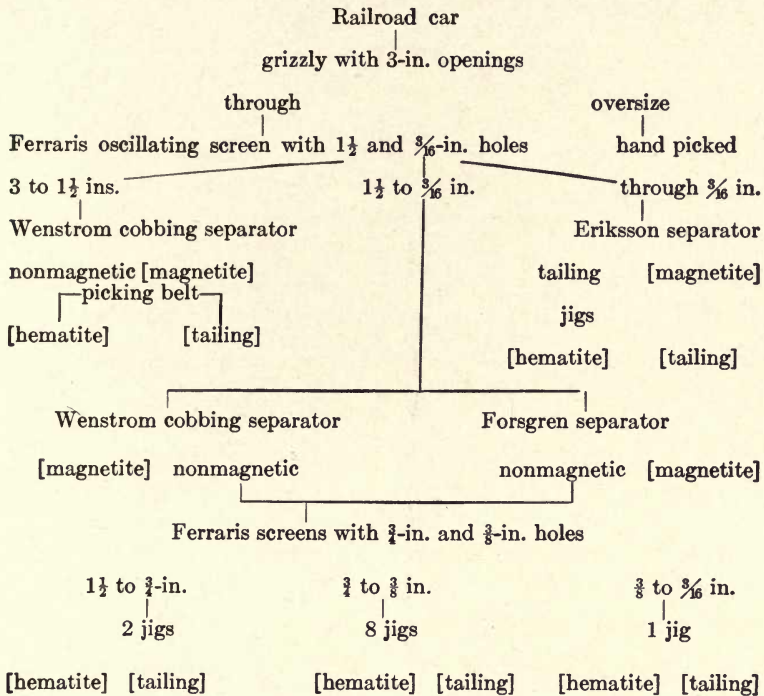 Railroad car
grizzly with 3-in. openings
through oversize
Ferraris oscillating screen with 1½ and 3/16-in. holes hand picked
3 to 1½ ins. 1½ to 3/16 in. through 3/16 in.
Wenstrom cobbing separator Eriksson separator
nonmagnetic [magnetite] tailing [magnetite]
picking belt
jigs
[hematite] [tailing]
[hematite] [tailing]
Wenstrom cobbing separator Forsgren separator
[magnetite] nonmagnetic nonmagnetic [magnetite]
Ferraris screens with ¾-in. and ⅜-in. holes
1½ to ¾-in. ¾ to ⅜ in. ⅜ to 3/16 in.
2 jigs 8 jigs 1 jig
[hematite] [tailing] [hematite] [tailing] [hematite] [tailing]